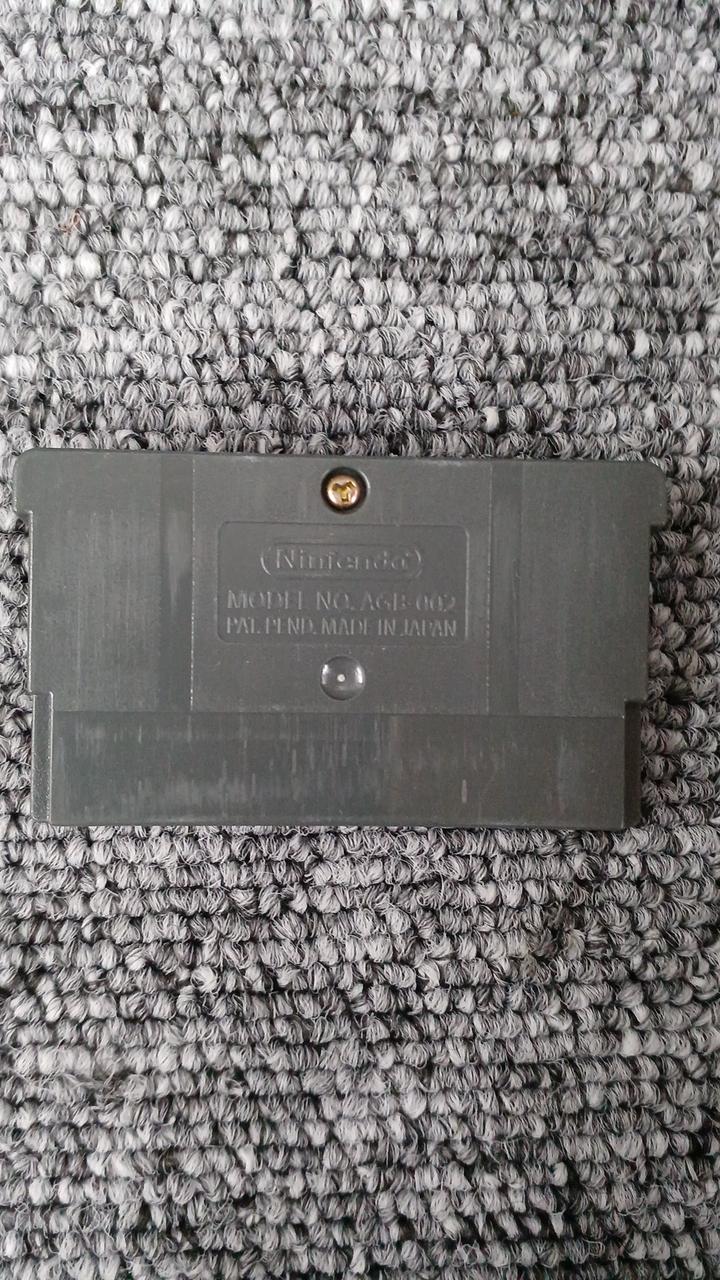 Nintendo®
MODEL NO. AGB-002
PAT. PEND. MADE IN JAPAN